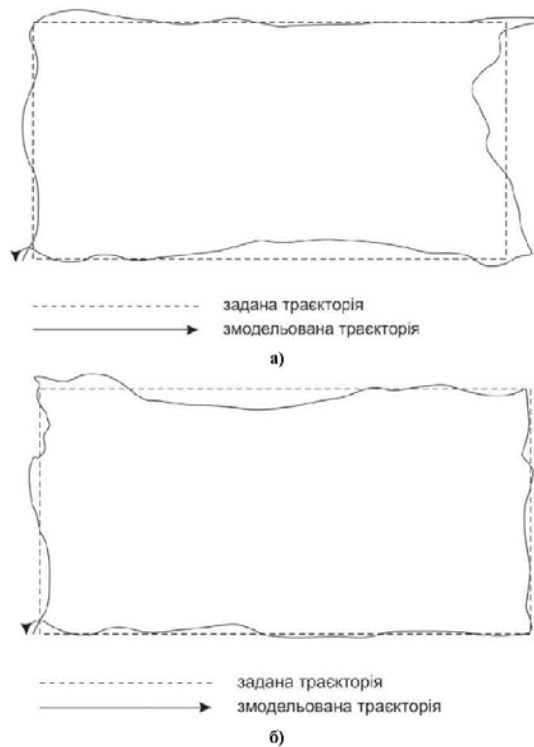 задана траєкторія
змодельована траєкторія
а)
задана траєкторія
змодельована траєкторія
б)